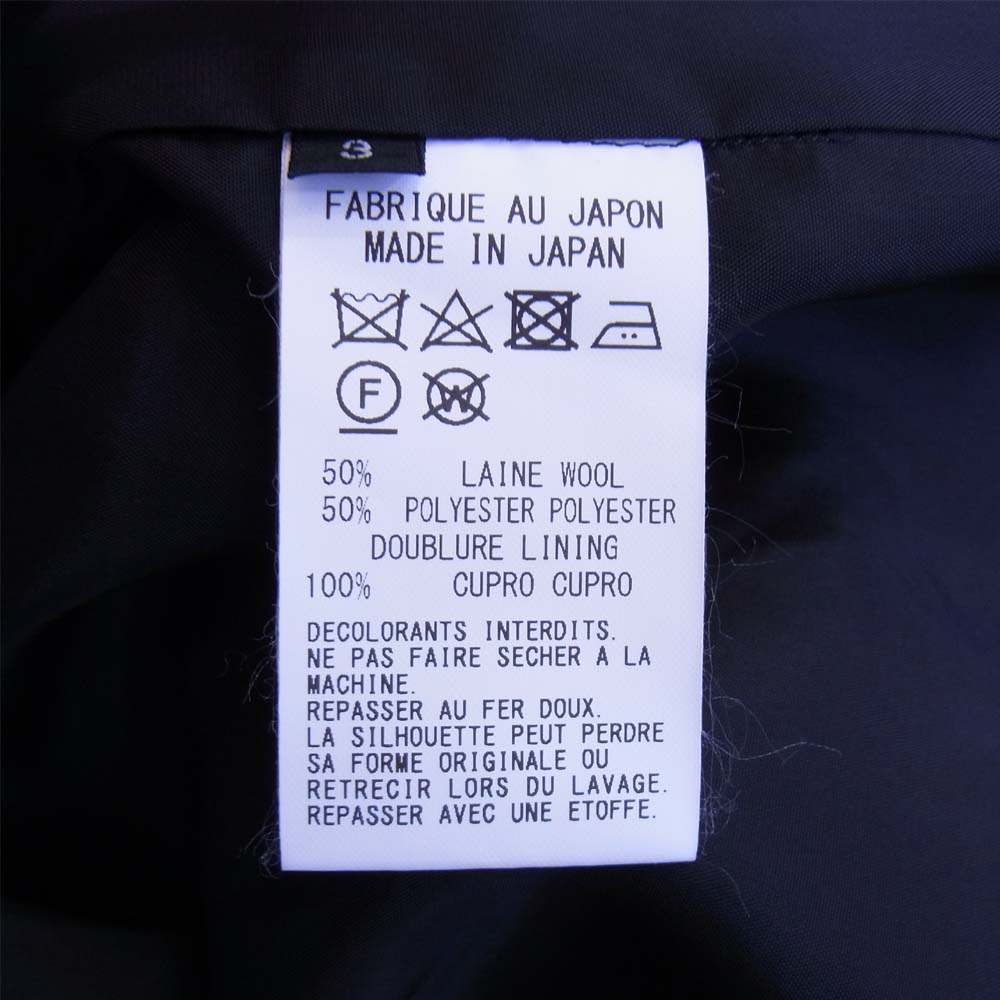 S
FABRIQUE AU JAPON
MADE IN JAPAN
F W
50% LAINE WOOL
50% POLYESTER POLYESTER
DOUBLURE LINING
100% CUPRO CUPRO
DECOLORANTS INTERDITS.
NE PAS FAIRE SECHER A LA
MACHINE.
REPASSER AU FER DOUX.
LA SILHOUETTE PEUT PERDRE
SA FORME ORIGINALE OU
RETRECIR LORS DU LAVAGE.
REPASSER AVEC UNE ETOFFE.